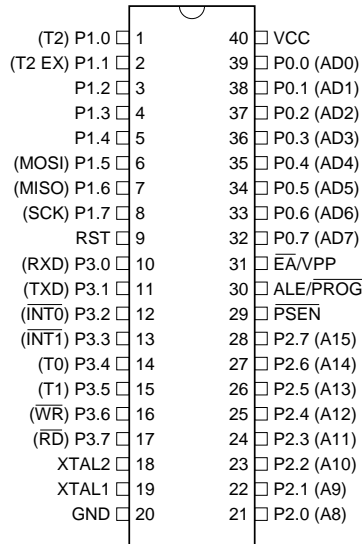 (T2) P1.0 1 40 VCC
(T2 EX) P1.1 2 39 P0.0 (AD0)
P1.2 3 38 P0.1 (AD1)
P1.3 4 37 P0.2 (AD2)
P1.4 5 36 P0.3 (AD3)
(MOSI) P1.5 6 35 P0.4 (AD4)
(MISO) P1.6 7 34 P0.5 (AD5)
(SCK) P1.7 8 33 P0.6 (AD6)
RST 9 32 P0.7 (AD7)
(RXD) P3.0 10 31 E̅A̅/VPP
(TXD) P3.1 11 30 ALE/P̅R̅O̅G̅
(I̅N̅T̅0̅) P3.2 12 29 P̅S̅E̅N̅
(I̅N̅T̅1̅) P3.3 13 28 P2.7 (A15)
(T0) P3.4 14 27 P2.6 (A14)
(T1) P3.5 15 26 P2.5 (A13)
(W̅R̅) P3.6 16 25 P2.4 (A12)
(R̅D̅) P3.7 17 24 P2.3 (A11)
XTAL2 18 23 P2.2 (A10)
XTAL1 19 22 P2.1 (A9)
GND 20 21 P2.0 (A8)